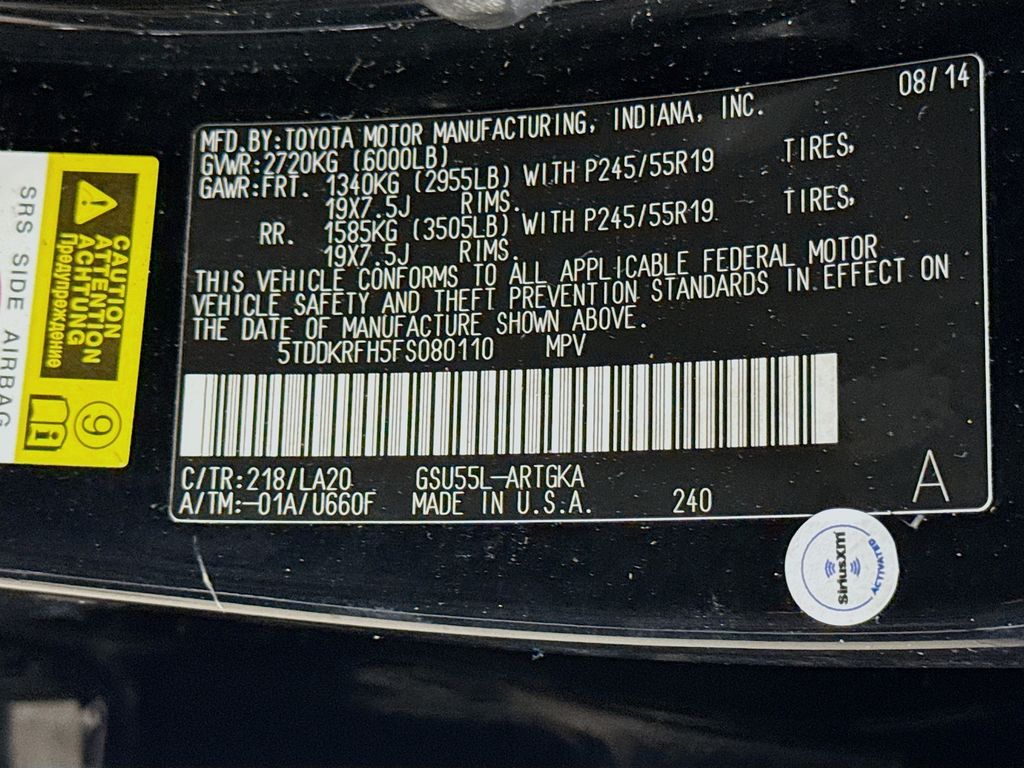 08/14
MFD.BY:TOYOTA MOTOR MANUFACTURING, INDIANA, INC.
GVWR:2720KG (6000LB)
GAWR:FRT. 1340KG (2955LB) WITH P245/55R19 TIRES,
19X7.5J RIMS.
RR. 1585KG (3505LB) WITH P245/55R19 TIRES,
19X7.5J RIMS.
THIS VEHICLE CONFORMS TO ALL APPLICABLE FEDERAL MOTOR
VEHICLE SAFETY AND THEFT PREVENTION STANDARDS IN EFFECT ON
THE DATE OF MANUFACTURE SHOWN ABOVE.
5TDDKRFH5FS080110 MPV
C/TR:218/LA20 GSU55L-ARTGKA
A/TM:-01A/U660F MADE IN U.S.A. 240
A
CAUTION
ATTENTION
ACHTUNG
Предупреждение
9
SRS SIDE AIRBAG
SiriusXM
ACTIVATED